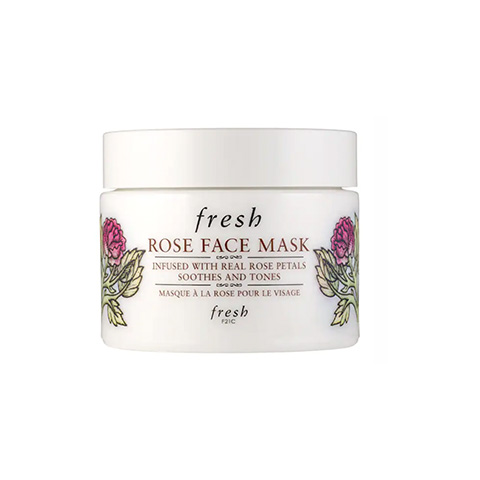 fresh
ROSE FACE MASK
INFUSED WITH REAL ROSE PETALS
SOOTHES AND TONES
MASQUE À LA ROSE POUR LE VISAGE
fresh
F21C